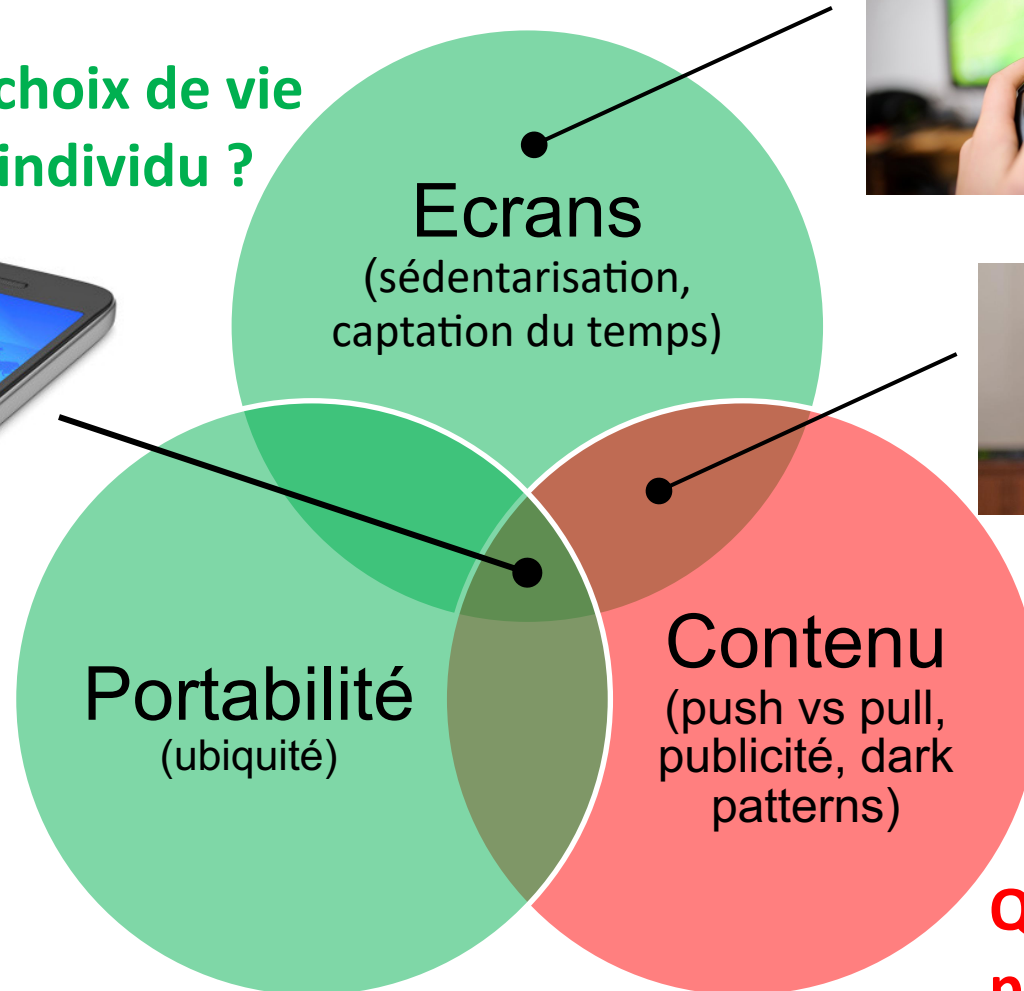 choix de vie
individu ?
Ecrans
(sédentarisation,
captation du temps)
Portabilité
(ubiquité)
Contenu
(push vs pull,
publicité, dark
patterns)